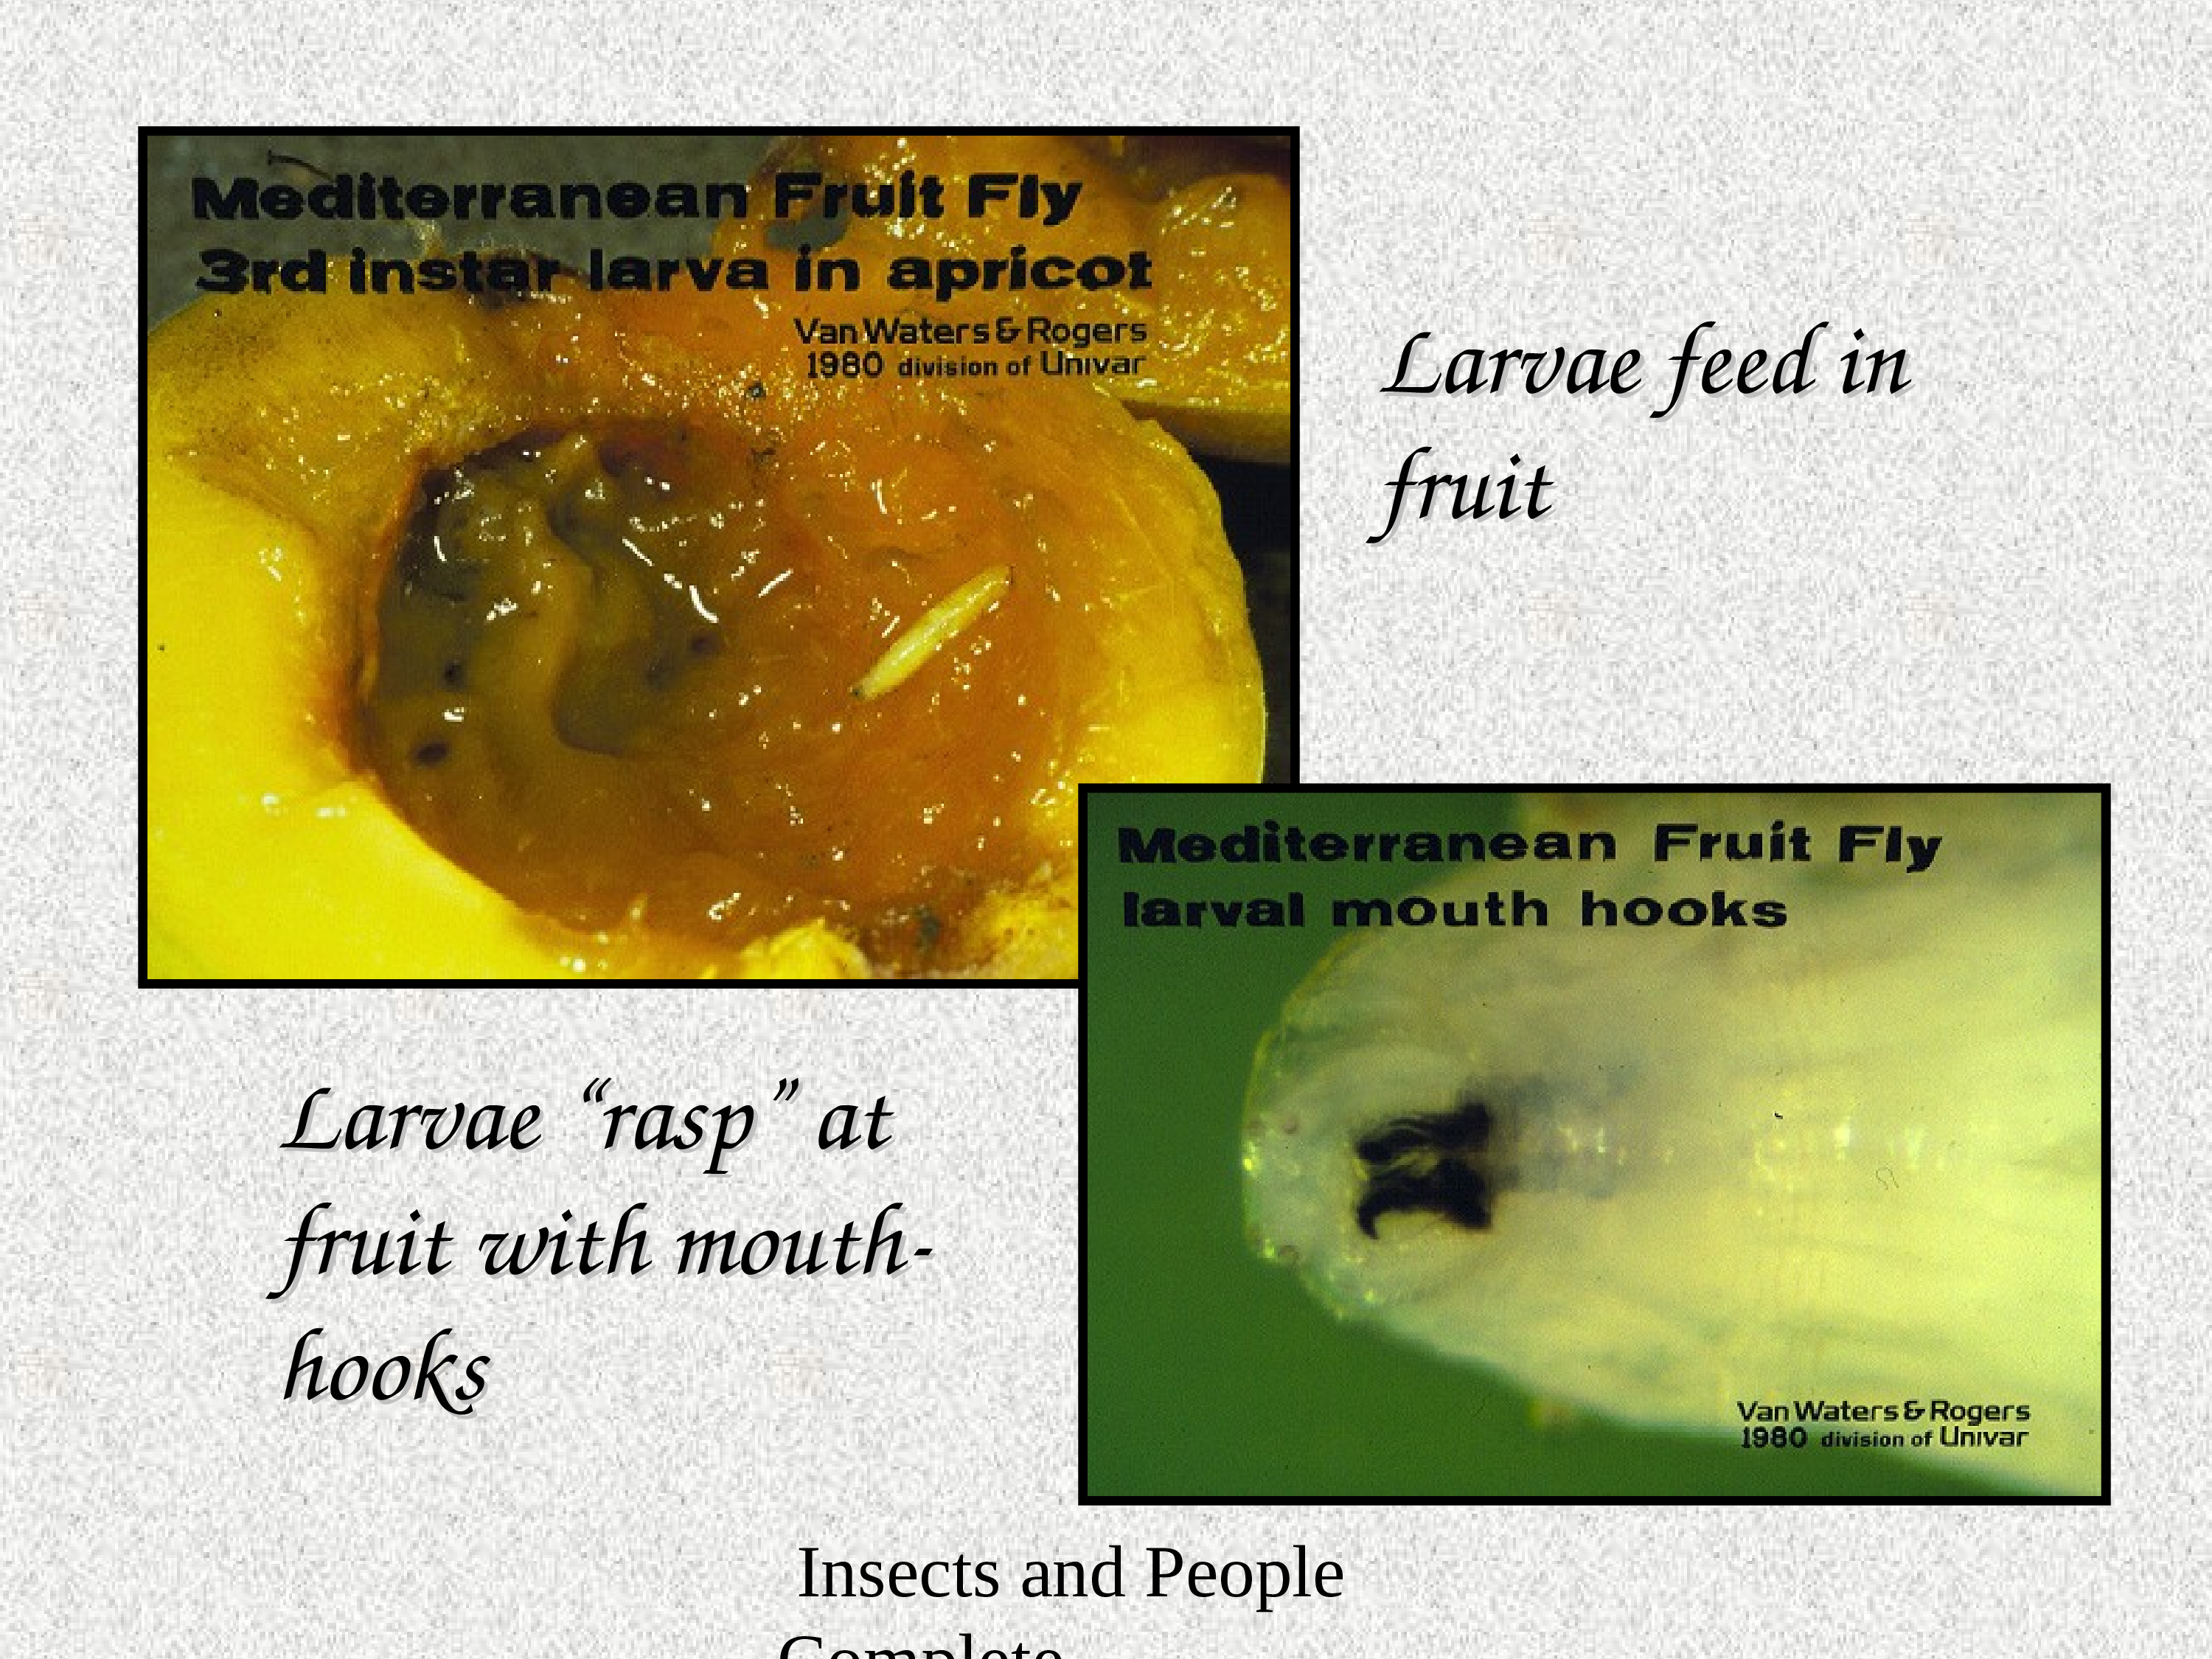 Mediterranean Fruit Fly
3rd instar larva in apricot
Van Waters & Rogers
1980 division of Univar
Larvae feed in
fruit
Mediterranean Fruit Fly
larval mouth hooks
Van Waters & Rogers
1980 division of Univar
Larvae “rasp” at
fruit with mouth-
hooks
Insects and People
Complete